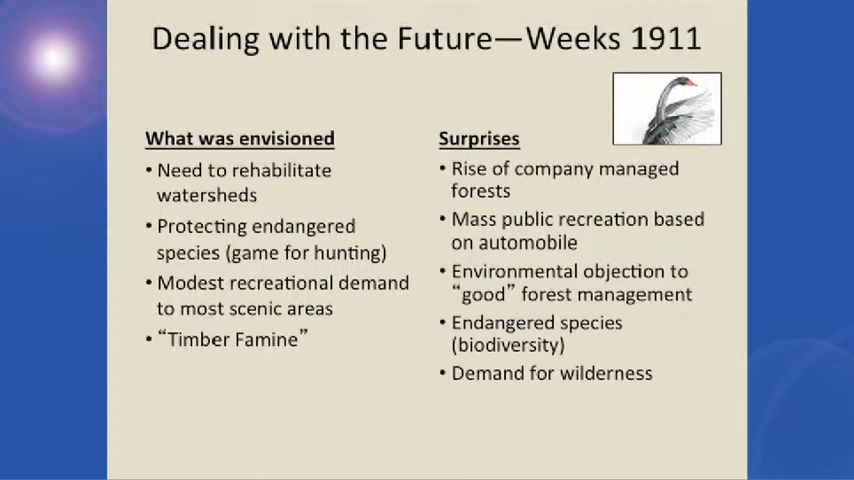 Dealing with the Future—Weeks 1911
What was envisioned
• Need to rehabilitate
watersheds
• Protecting endangered
species (game for hunting)
• Modest recreational demand
to most scenic areas
• “Timber Famine”
Surprises
• Rise of company managed
forests
• Mass public recreation based
on automobile
• Environmental objection to
“good” forest management
• Endangered species
(biodiversity)
• Demand for wilderness